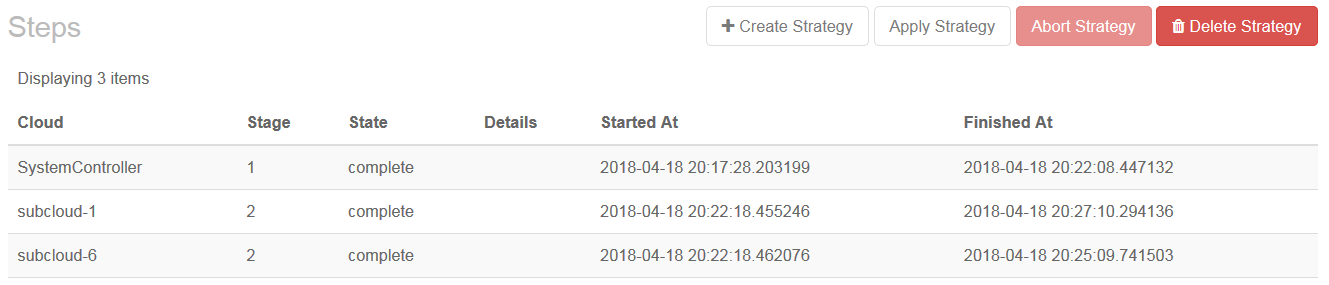 Steps
Create Strategy Apply Strategy Abort Strategy Delete Strategy
Displaying 3 items
Cloud Stage State Details Started At Finished At
SystemController 1 complete 2018-04-18 20:17:28.203199 2018-04-18 20:22:08.447132
subcloud-1 2 complete 2018-04-18 20:22:18.455246 2018-04-18 20:27:10.294136
subcloud-6 2 complete 2018-04-18 20:22:18.462076 2018-04-18 20:25:09.741503